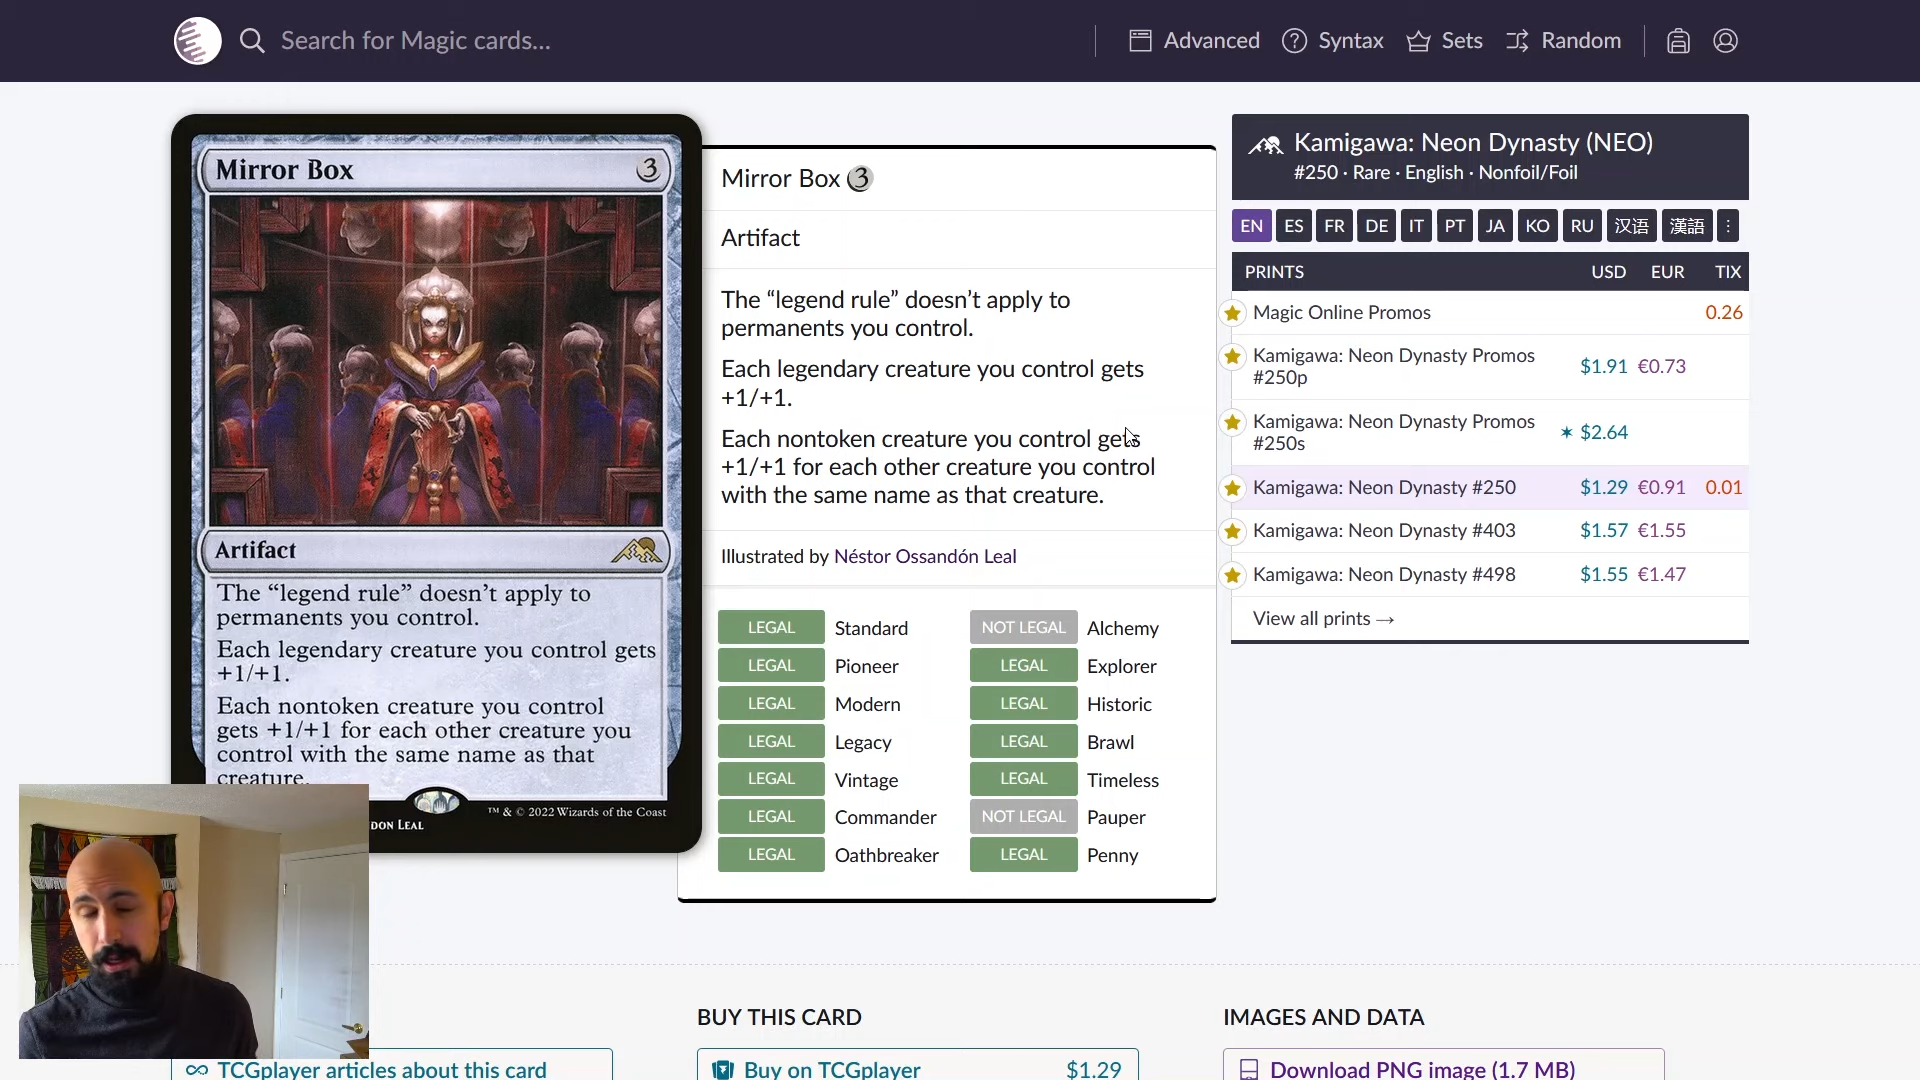 Search for Magic cards...
Advanced
Syntax
Sets
Random
Mirror Box 3
Artifact
The “legend rule” doesn’t apply to
permanents you control.
Each legendary creature you control gets
+1/+1.
Each nontoken creature you control
gets +1/+1 for each other creature you
control with the same name as that
creature.
DON LEAL
™ & © 2022 Wizards of the Coast
Mirror Box 3
Artifact
The “legend rule” doesn’t apply to
permanents you control.
Each legendary creature you control gets
+1/+1.
Each nontoken creature you control gets
+1/+1 for each other creature you control
with the same name as that creature.
Illustrated by Néstor Ossandón Leal
LEGAL Standard NOT LEGAL Alchemy
LEGAL Pioneer LEGAL Explorer
LEGAL Modern LEGAL Historic
LEGAL Legacy LEGAL Brawl
LEGAL Vintage LEGAL Timeless
LEGAL Commander NOT LEGAL Pauper
LEGAL Oathbreaker LEGAL Penny
Kamigawa: Neon Dynasty (NEO)
#250 · Rare · English · Nonfoil/Foil
EN ES FR DE IT PT JA KO RU 汉语 漢語
PRINTS USD EUR TIX
Magic Online Promos 0.26
Kamigawa: Neon Dynasty Promos
#250p $1.91 €0.73
Kamigawa: Neon Dynasty Promos
#250s ✶ $2.64
Kamigawa: Neon Dynasty #250 $1.29 €0.91 0.01
Kamigawa: Neon Dynasty #403 $1.57 €1.55
Kamigawa: Neon Dynasty #498 $1.55 €1.47
View all prints →
TCGplayer articles about this card
BUY THIS CARD
Buy on TCGplayer $1.29
IMAGES AND DATA
Download PNG image (1.7 MB)